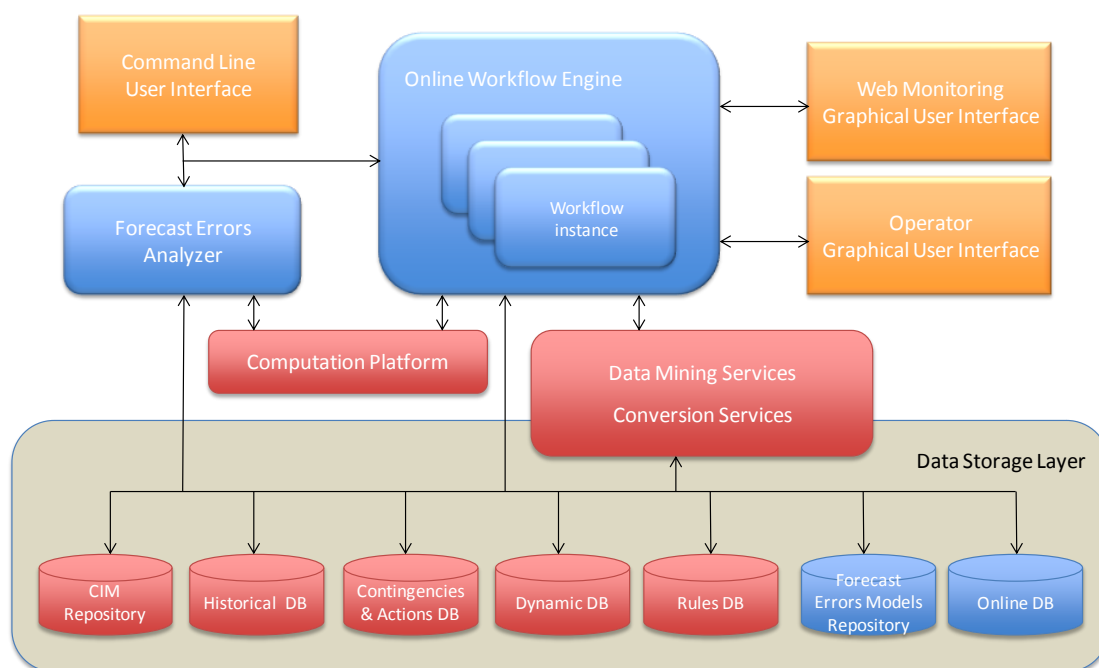 Command Line
User Interface
Online Workflow Engine
Web Monitoring
Graphical User Interface
Workflow
instance
Forecast Errors
Analyzer
Operator
Graphical User Interface
Computation Platform
Data Mining Services
Conversion Services
Data Storage Layer
CIM
Repository
Historical DB
Contingencies
& Actions DB
Dynamic DB
Rules DB
Forecast
Errors Models
Repository
Online DB